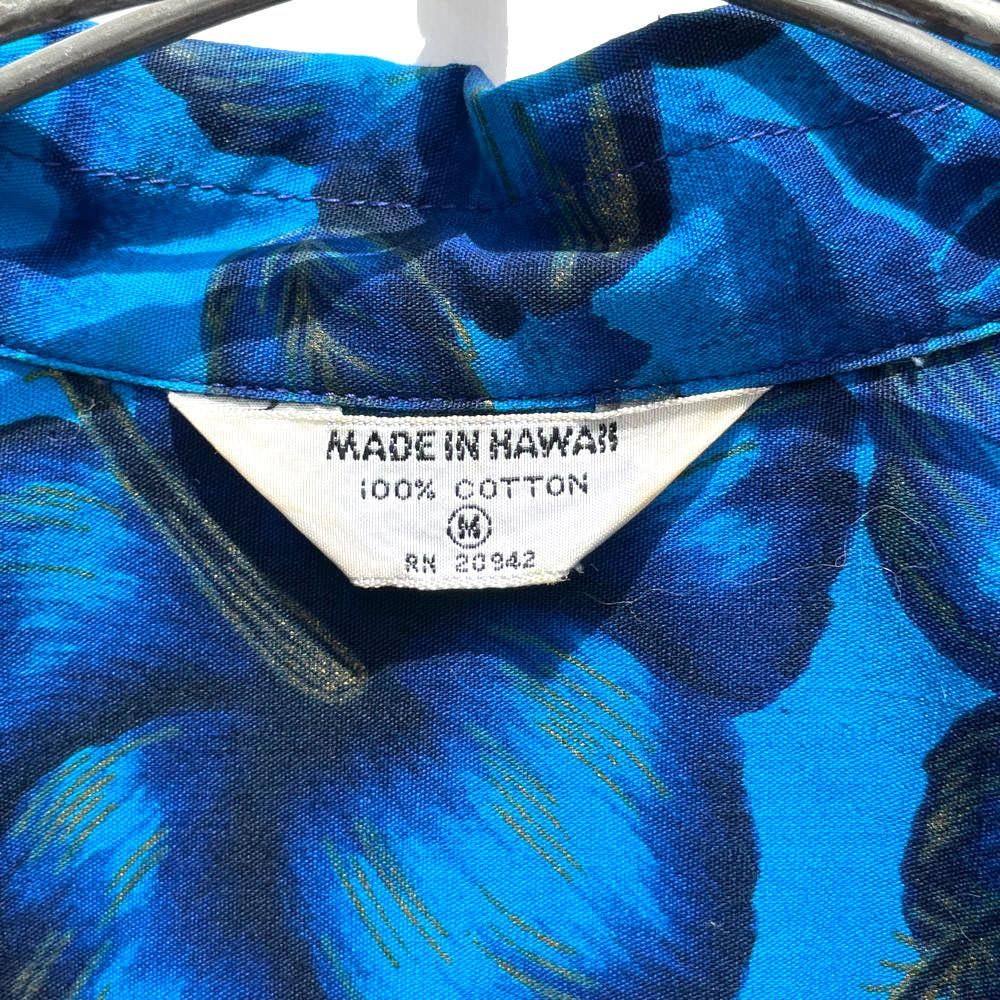 MADE IN HAWAII
100% COTTON
M
RN 20942